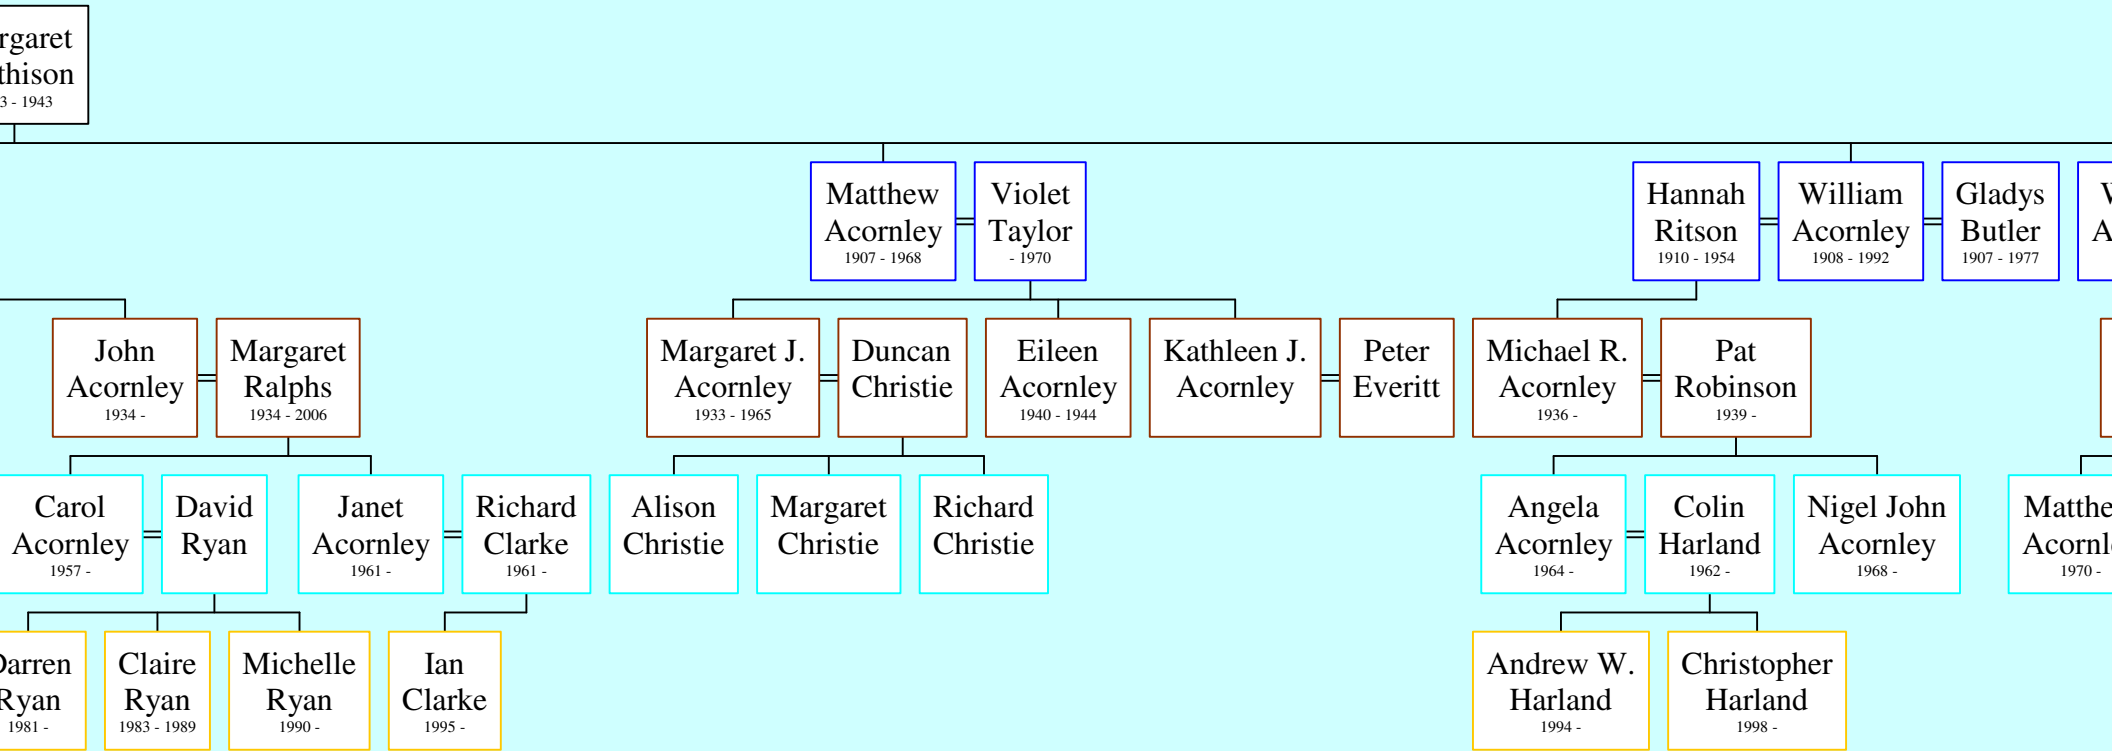 rgaret
thison
3 - 1943
Matthew
Acornley
1907 - 1968
Violet
Taylor
- 1970
Hannah
Ritson
1910 - 1954
William
Acornley
1908 - 1992
Gladys
Butler
1907 - 1977
A
John
Acornley
1934 -
Margaret
Ralphs
1934 - 2006
Margaret J.
Acornley
1933 - 1965
Duncan
Christie
Eileen
Acornley
1940 - 1944
Kathleen J.
Acornley
Peter
Everitt
Michael R.
Acornley
1936 -
Pat
Robinson
1939 -
Carol
Acornley
1957 -
David
Ryan
Janet
Acornley
1961 -
Richard
Clarke
1961 -
Alison
Christie
Margaret
Christie
Richard
Christie
Angela
Acornley
1964 -
Colin
Harland
1962 -
Nigel John
Acornley
1968 -
Matthe
Acornl
1970 -
Darren
Ryan
1981 -
Claire
Ryan
1983 - 1989
Michelle
Ryan
1990 -
Ian
Clarke
1995 -
Andrew W.
Harland
1994 -
Christopher
Harland
1998 -